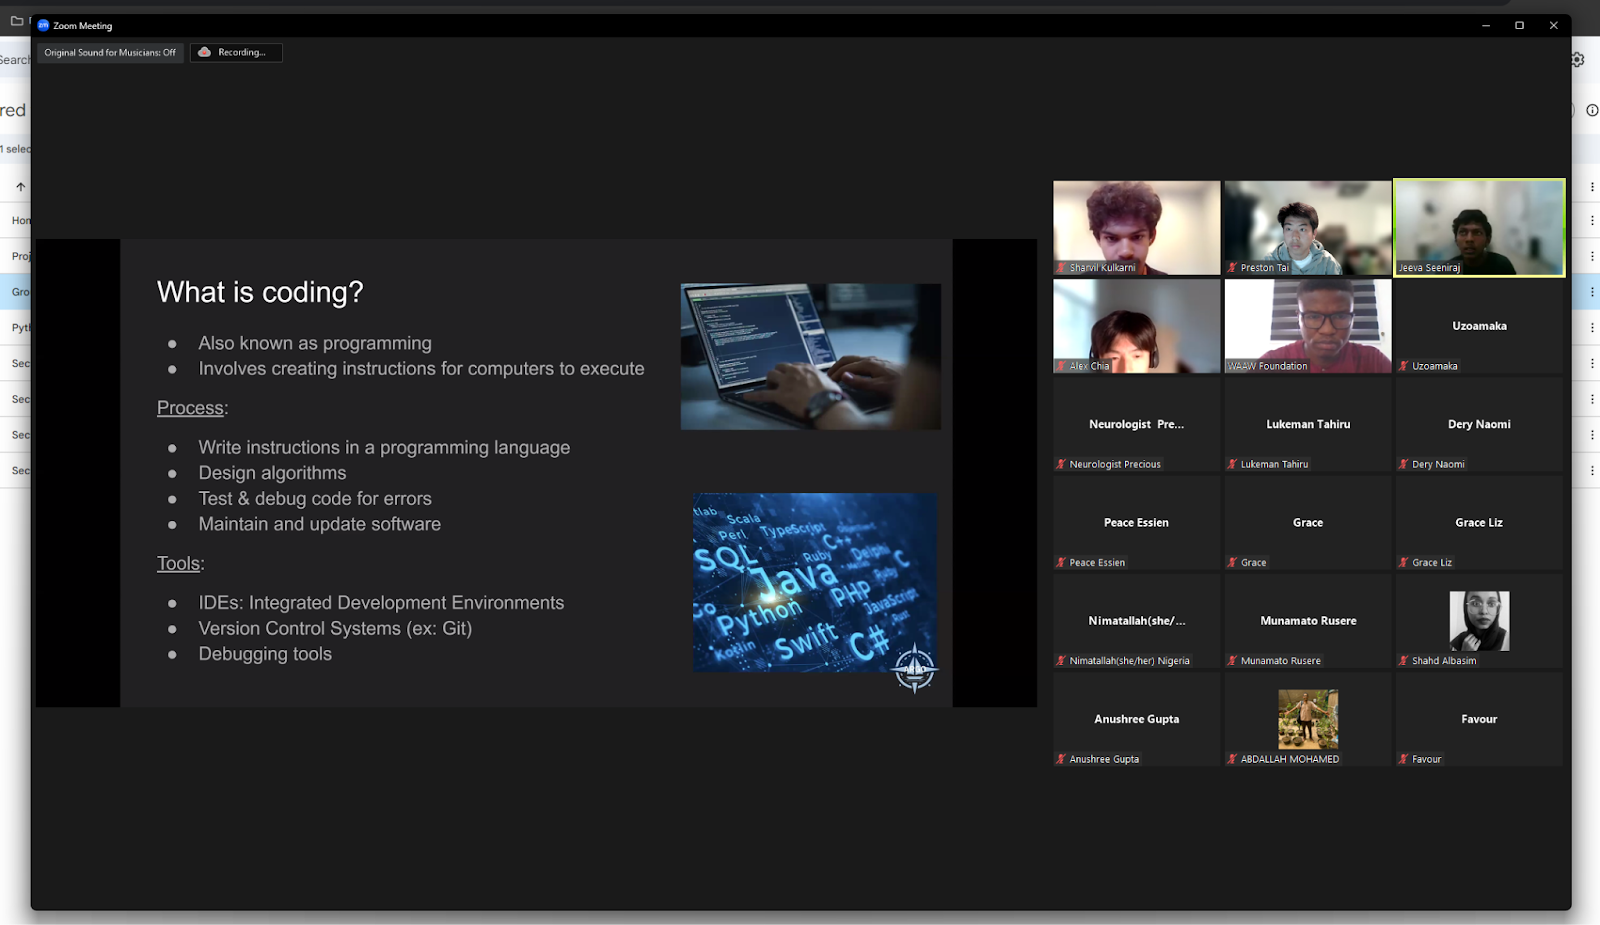 Zoom Meeting
Original Sound for Musicians: Off
Recording...
Search
red
1 selec
Hom
Proj
Gro
Pyth
Sec
Sec
Sec
Sec
What is coding?
● Also known as programming
● Involves creating instructions for computers to execute
Process:
● Write instructions in a programming language
● Design algorithms
● Test & debug code for errors
● Maintain and update software
Tools:
● IDEs: Integrated Development Environments
● Version Control Systems (ex: Git)
● Debugging tools
Scala
Perl
TypeScript
SQL
Ruby
C++
Delphi
C
Java
Python
PHP
JavaScript
Kotlin
Swift
C#
Rust
Sharvil Kulkarni
Preston Tai
Jeeva Seeniraj
Alex Chia
WAAW Foundation
Uzoamaka
Uzoamaka
Neurologist Pre...
Neurologist Precious
Lukeman Tahiru
Lukeman Tahiru
Dery Naomi
Dery Naomi
Peace Essien
Peace Essien
Grace
Grace
Grace Liz
Grace Liz
Nimatallah(she/...
Nimatallah(she/her) Nigeria
Munamato Rusere
Munamato Rusere
Shahd Albasim
Anushree Gupta
Anushree Gupta
ABDALLAH MOHAMED
Favour
Favour